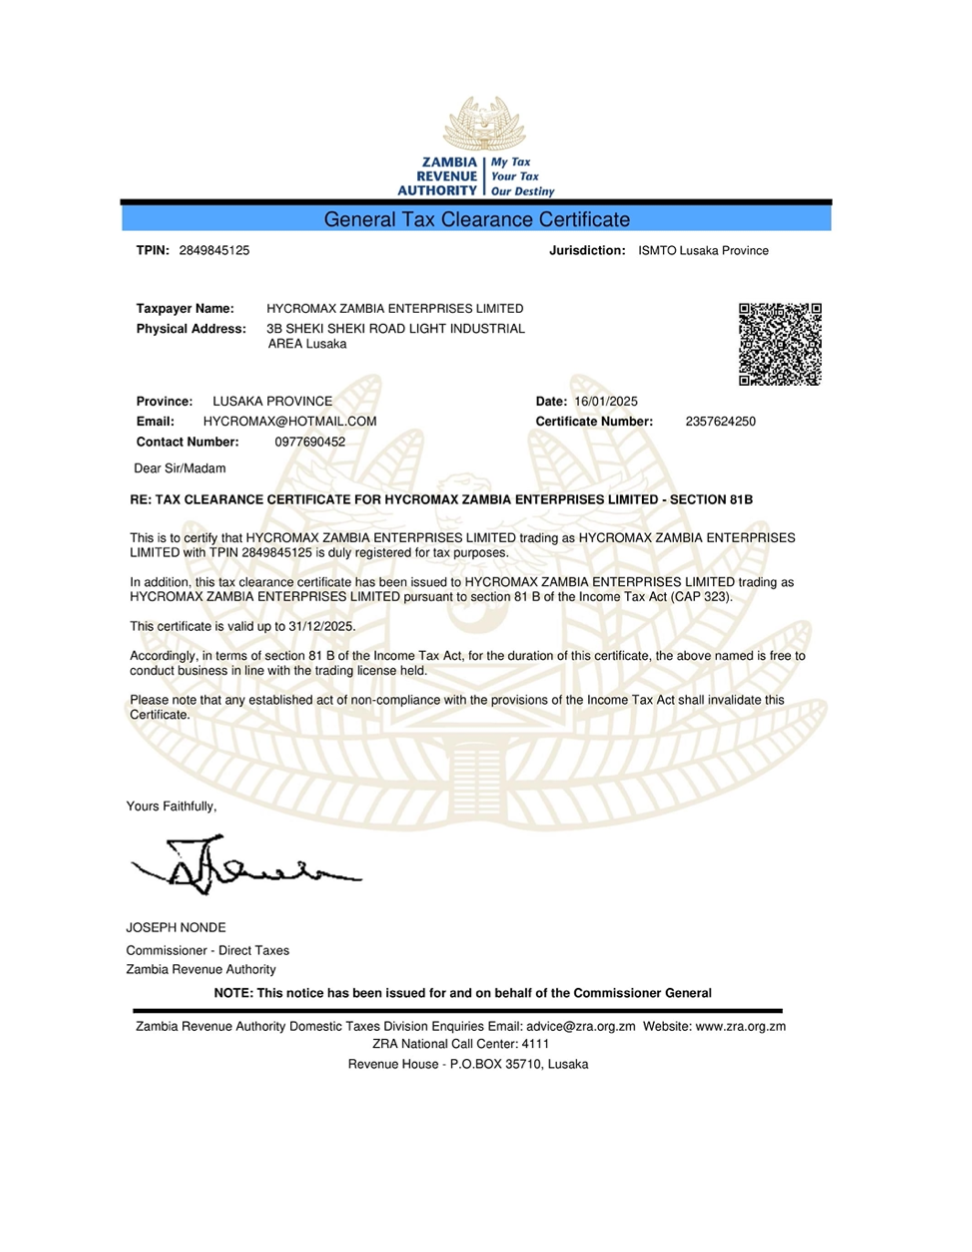 ZAMBIA
REVENUE
AUTHORITY
My Tax
Your Tax
Our Destiny
General Tax Clearance Certificate
TPIN: 2849845125 Jurisdiction: ISMTO Lusaka Province
Taxpayer Name: HYCROMAX ZAMBIA ENTERPRISES LIMITED
Physical Address: 3B SHEKI SHEKI ROAD LIGHT INDUSTRIAL
AREA Lusaka
Province: LUSAKA PROVINCE Date: 16/01/2025
Email: HYCROMAX@HOTMAIL.COM Certificate Number: 2357624250
Contact Number: 0977690452
Dear Sir/Madam
RE: TAX CLEARANCE CERTIFICATE FOR HYCROMAX ZAMBIA ENTERPRISES LIMITED - SECTION 81B
This is to certify that HYCROMAX ZAMBIA ENTERPRISES LIMITED trading as HYCROMAX ZAMBIA ENTERPRISES
LIMITED with TPIN 2849845125 is duly registered for tax purposes.
In addition, this tax clearance certificate has been issued to HYCROMAX ZAMBIA ENTERPRISES LIMITED trading as
HYCROMAX ZAMBIA ENTERPRISES LIMITED pursuant to section 81 B of the Income Tax Act (CAP 323).
This certificate is valid up to 31/12/2025.
Accordingly, in terms of section 81 B of the Income Tax Act, for the duration of this certificate, the above named is free to
conduct business in line with the trading license held.
Please note that any established act of non-compliance with the provisions of the Income Tax Act shall invalidate this
Certificate.
Yours Faithfully,
JOSEPH NONDE
Commissioner - Direct Taxes
Zambia Revenue Authority
NOTE: This notice has been issued for and on behalf of the Commissioner General
Zambia Revenue Authority Domestic Taxes Division Enquiries Email: advice@zra.org.zm Website: www.zra.org.zm
ZRA National Call Center: 4111
Revenue House - P.O.BOX 35710, Lusaka